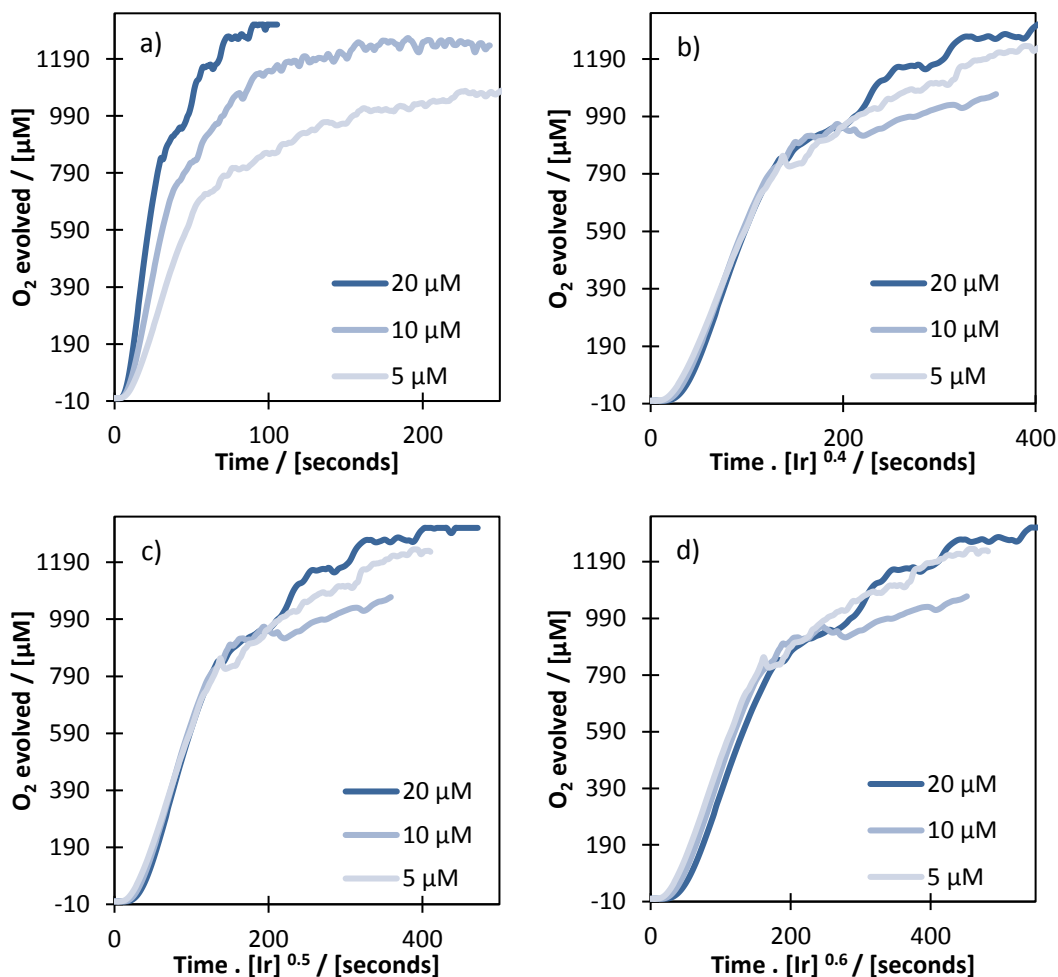 a)
O₂ evolved / [µM]
1190
990
790
590
390
190
-10
20 µM
10 µM
5 µM
0 100 200
Time / [seconds]
b)
O₂ evolved / [µM]
1190
990
790
590
390
190
-10
20 µM
10 µM
5 µM
0 200 400
Time . [Ir] ⁰·⁴ / [seconds]
c)
O₂ evolved / [µM]
1190
990
790
590
390
190
-10
20 µM
10 µM
5 µM
0 200 400
Time . [Ir] ⁰·⁵ / [seconds]
d)
O₂ evolved / [µM]
1190
990
790
590
390
190
-10
20 µM
10 µM
5 µM
0 200 400
Time . [Ir] ⁰·⁶ / [seconds]